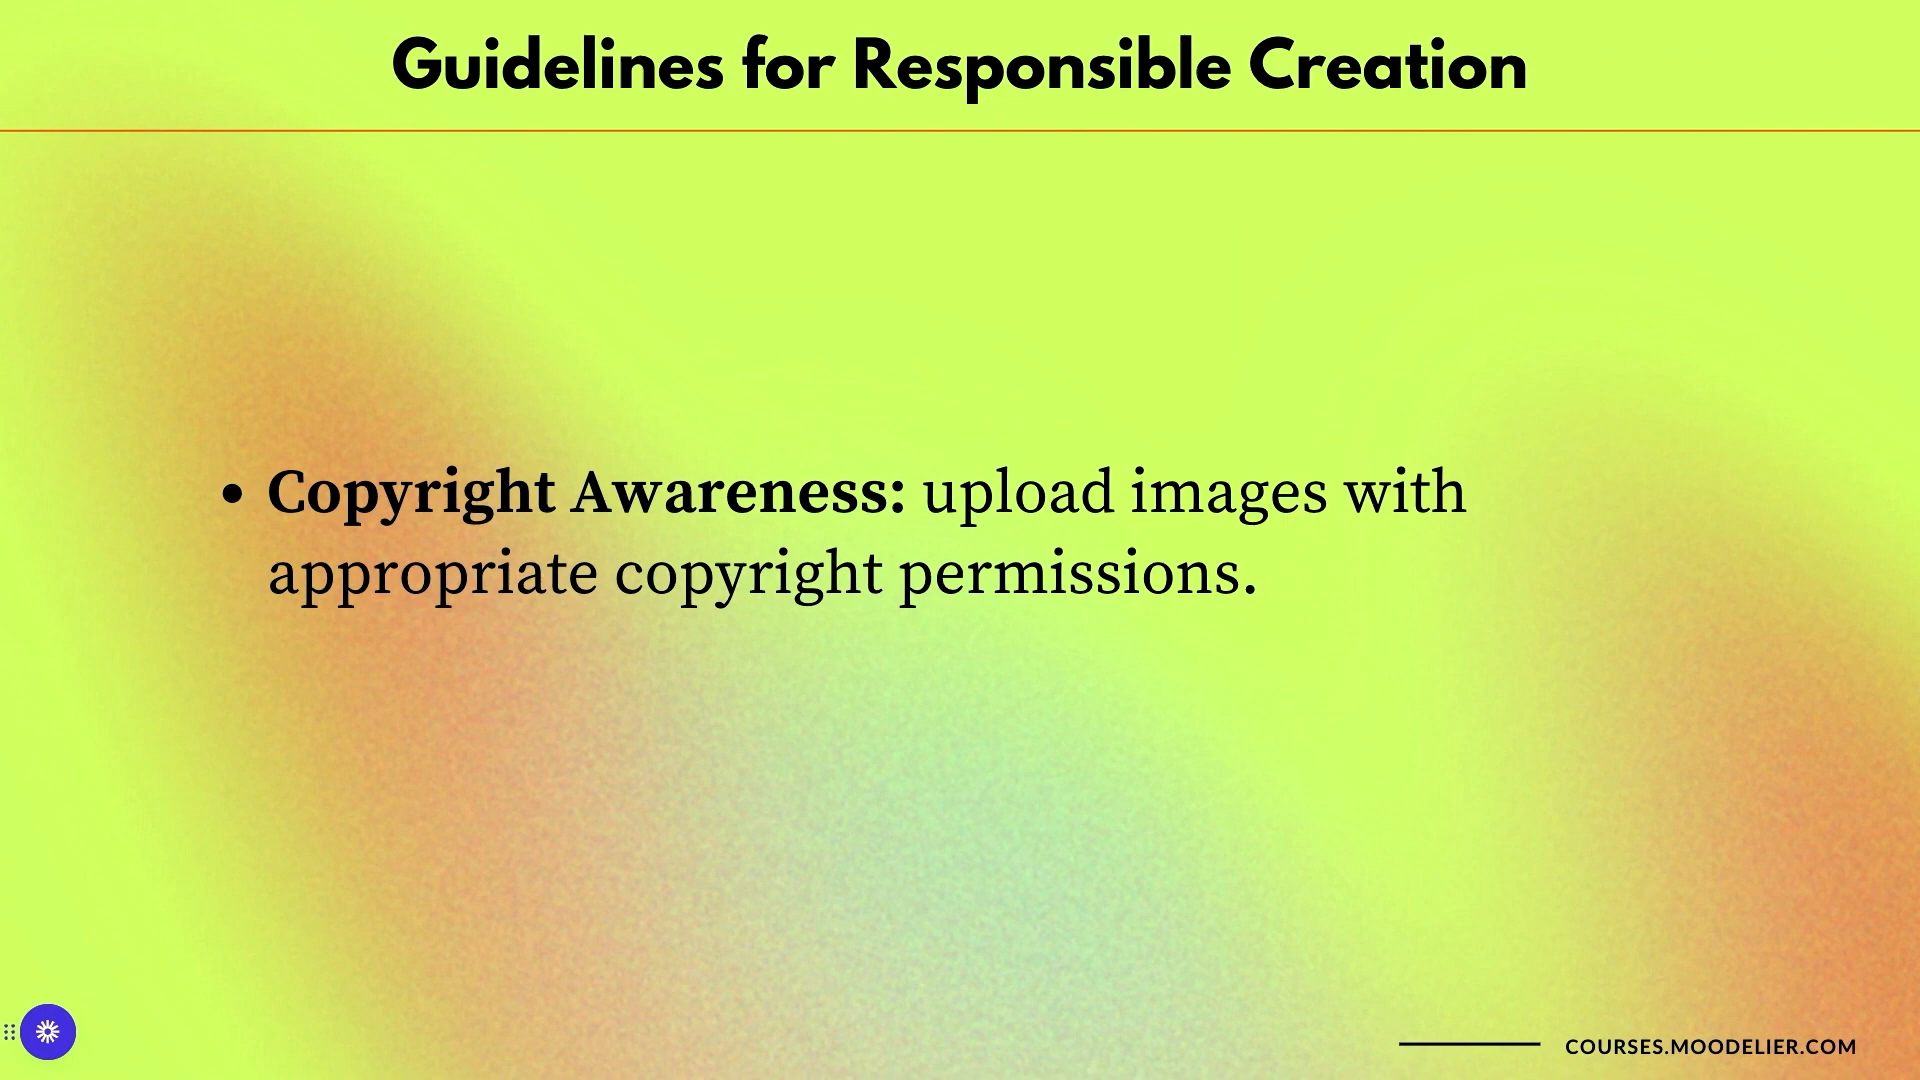 Guidelines for Responsible Creation
• Copyright Awareness: upload images with
appropriate copyright permissions.
COURSES.MOODELIER.COM